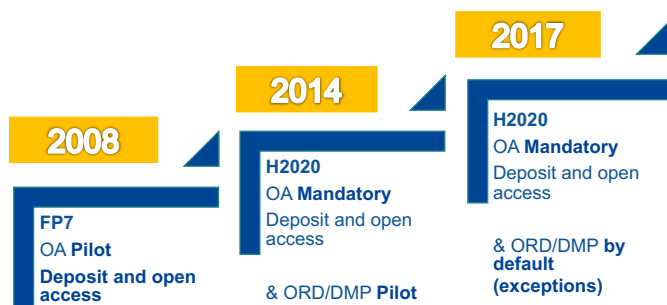 2008
FP7
OA Pilot
Deposit and open
access
2014
H2020
OA Mandatory
Deposit and open
access
& ORD/DMP Pilot
2017
H2020
OA Mandatory
Deposit and open
access
& ORD/DMP by
default
(exceptions)